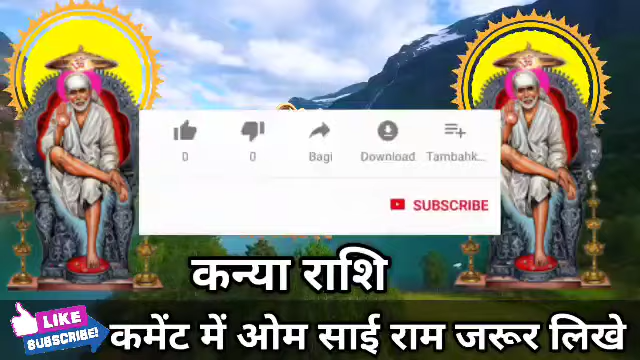 0 0 Bagi Download Tambahk...
SUBSCRIBE
कन्या राशि
LIKE
SUBSCRIBE!
कमेंट में ओम साई राम जरूर लिखे